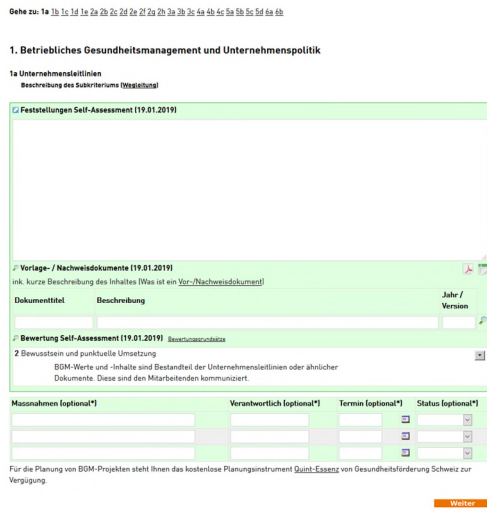 Gehe zu: 1a 1b 1c 1d 1e 2a 2b 2c 2d 2e 2f 2g 2h 3a 3b 3c 4a 4b 4c 5a 5b 5c 5d 6a 6b
1. Betriebliches Gesundheitsmanagement und Unternehmenspolitik
1a Unternehmensleitlinien
Beschreibung des Subkriteriums (Wegleitung)
Feststellungen Self-Assessment (19.01.2019)
Vorlage- / Nachweisdokumente (19.01.2019)
ink. kurze Beschreibung des Inhaltes (Was ist ein Vor-/Nachweisdokument)
Dokumenttitel Beschreibung Jahr / Version
Bewertung Self-Assessment (19.01.2019) Bewertungsgrundsätze
2 Bewusstsein und punktuelle Umsetzung
BGM-Werte und -Inhalte sind Bestandteil der Unternehmensleitlinien oder ähnlicher
Dokumente. Diese sind den Mitarbeitenden kommuniziert.
Massnahmen (optional*) Verantwortlich (optional*) Termin (optional*) Status (optional*)
Für die Planung von BGM-Projekten steht Ihnen das kostenlose Planungsinstrument Quint-Essenz von Gesundheitsförderung Schweiz zur
Vergügung.
Weiter